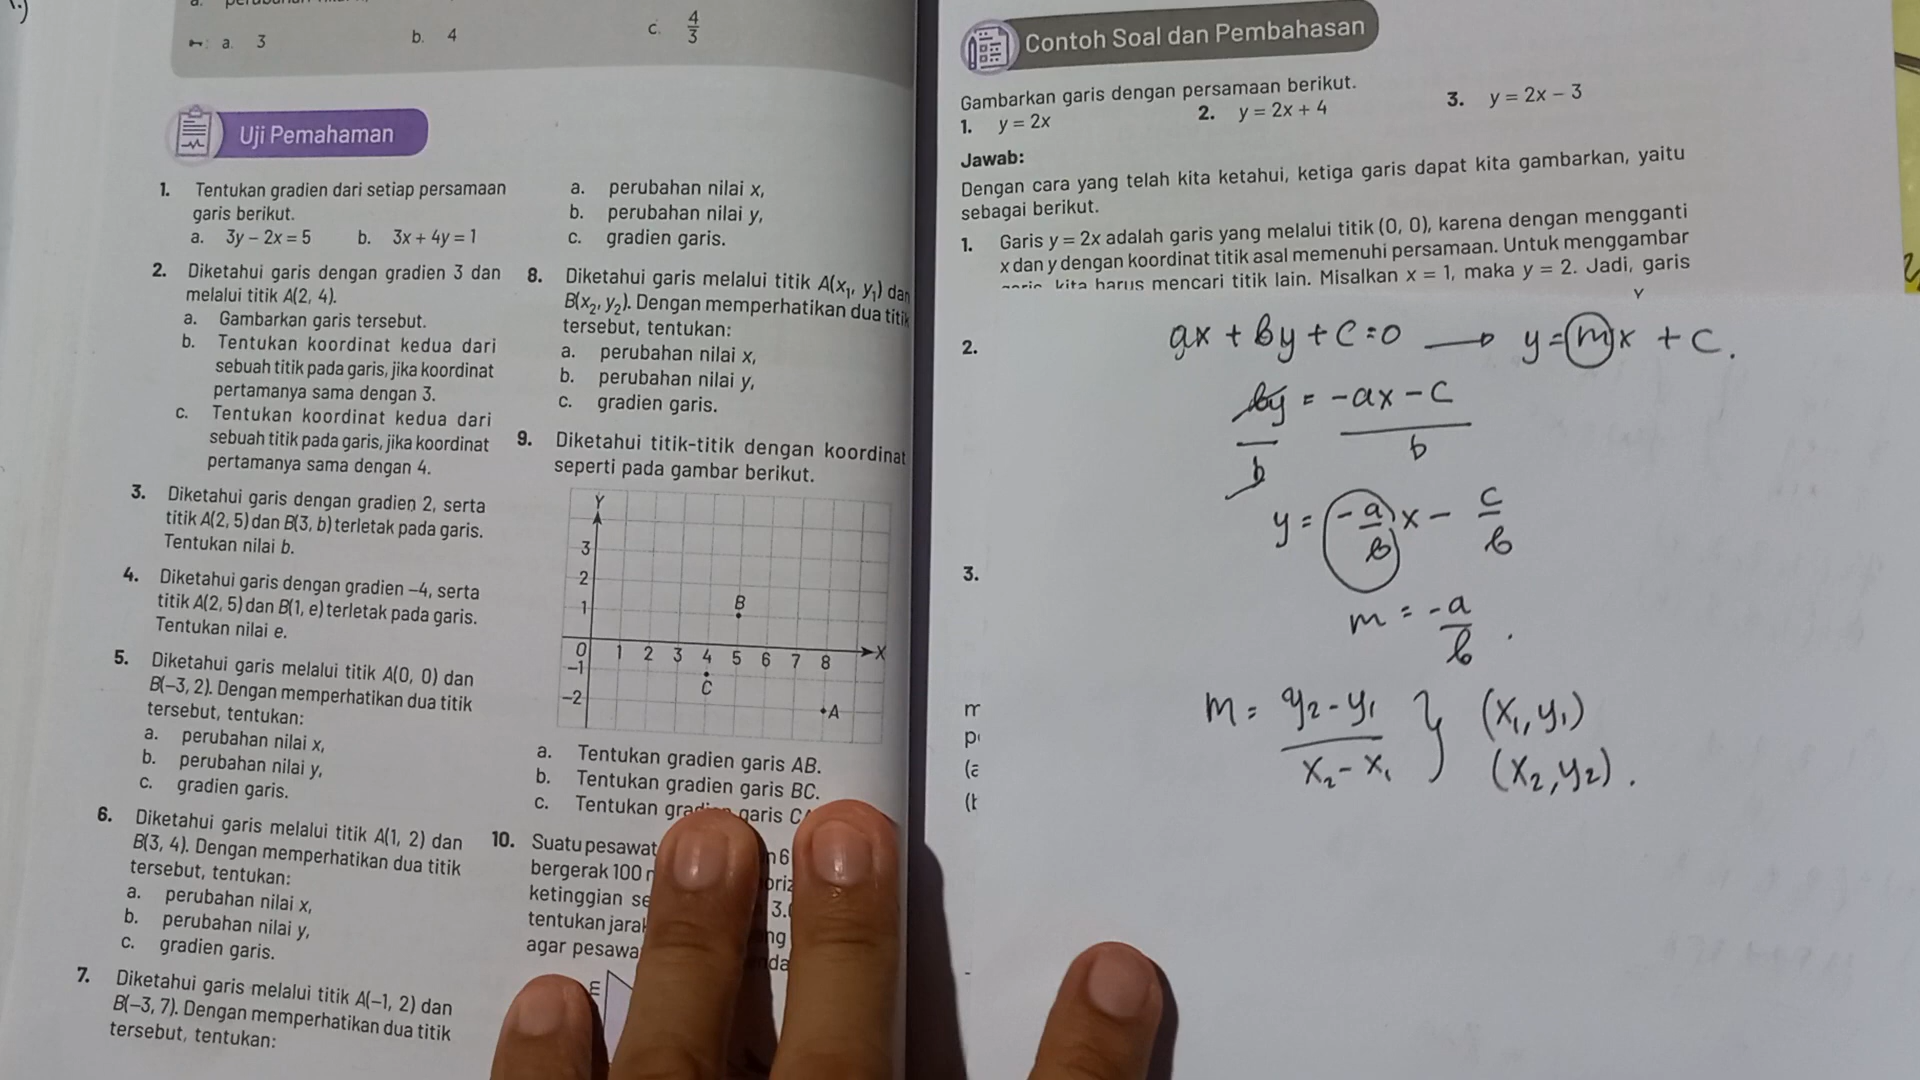 a. 3 b. 4 c. 4/3
Uji Pemahaman
1. Tentukan gradien dari setiap persamaan
garis berikut.
a. 3y – 2x = 5 b. 3x + 4y = 1
2. Diketahui garis dengan gradien 3 dan
melalui titik A(2, 4).
a. Gambarkan garis tersebut.
b. Tentukan koordinat kedua dari
sebuah titik pada garis, jika koordinat
pertamanya sama dengan 3.
c. Tentukan koordinat kedua dari
sebuah titik pada garis, jika koordinat
pertamanya sama dengan 4.
3. Diketahui garis dengan gradien 2, serta
titik A(2, 5) dan B(3, b) terletak pada garis.
Tentukan nilai b.
4. Diketahui garis dengan gradien –4, serta
titik A(2, 5) dan B(1, e) terletak pada garis.
Tentukan nilai e.
5. Diketahui garis melalui titik A(0, 0) dan
B(–3, 2). Dengan memperhatikan dua titik
tersebut, tentukan:
a. perubahan nilai x,
b. perubahan nilai y,
c. gradien garis.
6. Diketahui garis melalui titik A(1, 2) dan
B(3, 4). Dengan memperhatikan dua titik
tersebut, tentukan:
a. perubahan nilai x,
b. perubahan nilai y,
c. gradien garis.
7. Diketahui garis melalui titik A(–1, 2) dan
B(–3, 7). Dengan memperhatikan dua titik
tersebut, tentukan:
a. perubahan nilai x,
b. perubahan nilai y,
c. gradien garis.
8. Diketahui garis melalui titik A(x₁, y₁) dan
B(x₂, y₂). Dengan memperhatikan dua titik
tersebut, tentukan:
a. perubahan nilai x,
b. perubahan nilai y,
c. gradien garis.
9. Diketahui titik-titik dengan koordinat
seperti pada gambar berikut.
Y
3
2
1
B
0 1 2 3 4 5 6 7 8 X
–1
C
–2
A
a. Tentukan gradien garis AB.
b. Tentukan gradien garis BC.
c. Tentukan garis
10. Suatu pesawat
bergerak 100
ketinggian 3.
tentukan
agar
E
Contoh Soal dan Pembahasan
Gambarkan garis dengan persamaan berikut.
1. y = 2x 2. y = 2x + 4 3. y = 2x – 3
Jawab:
Dengan cara yang telah kita ketahui, ketiga garis dapat kita gambarkan, yaitu
sebagai berikut.
1. Garis y = 2x adalah garis yang melalui titik (0, 0), karena dengan mengganti
x dan y dengan koordinat titik asal memenuhi persamaan. Untuk menggambar
kita harus mencari titik lain. Misalkan x = 1, maka y = 2. Jadi, garis
Y
2. ax + by + c = 0 → y = mx + c.
by/b = (-ax - c)/b
y = -a/b x - c/b
3.
m = -a/b.
m = (y₂ - y₁)/(x₂ - x₁) } (x₁, y₁)
(x₂, y₂).